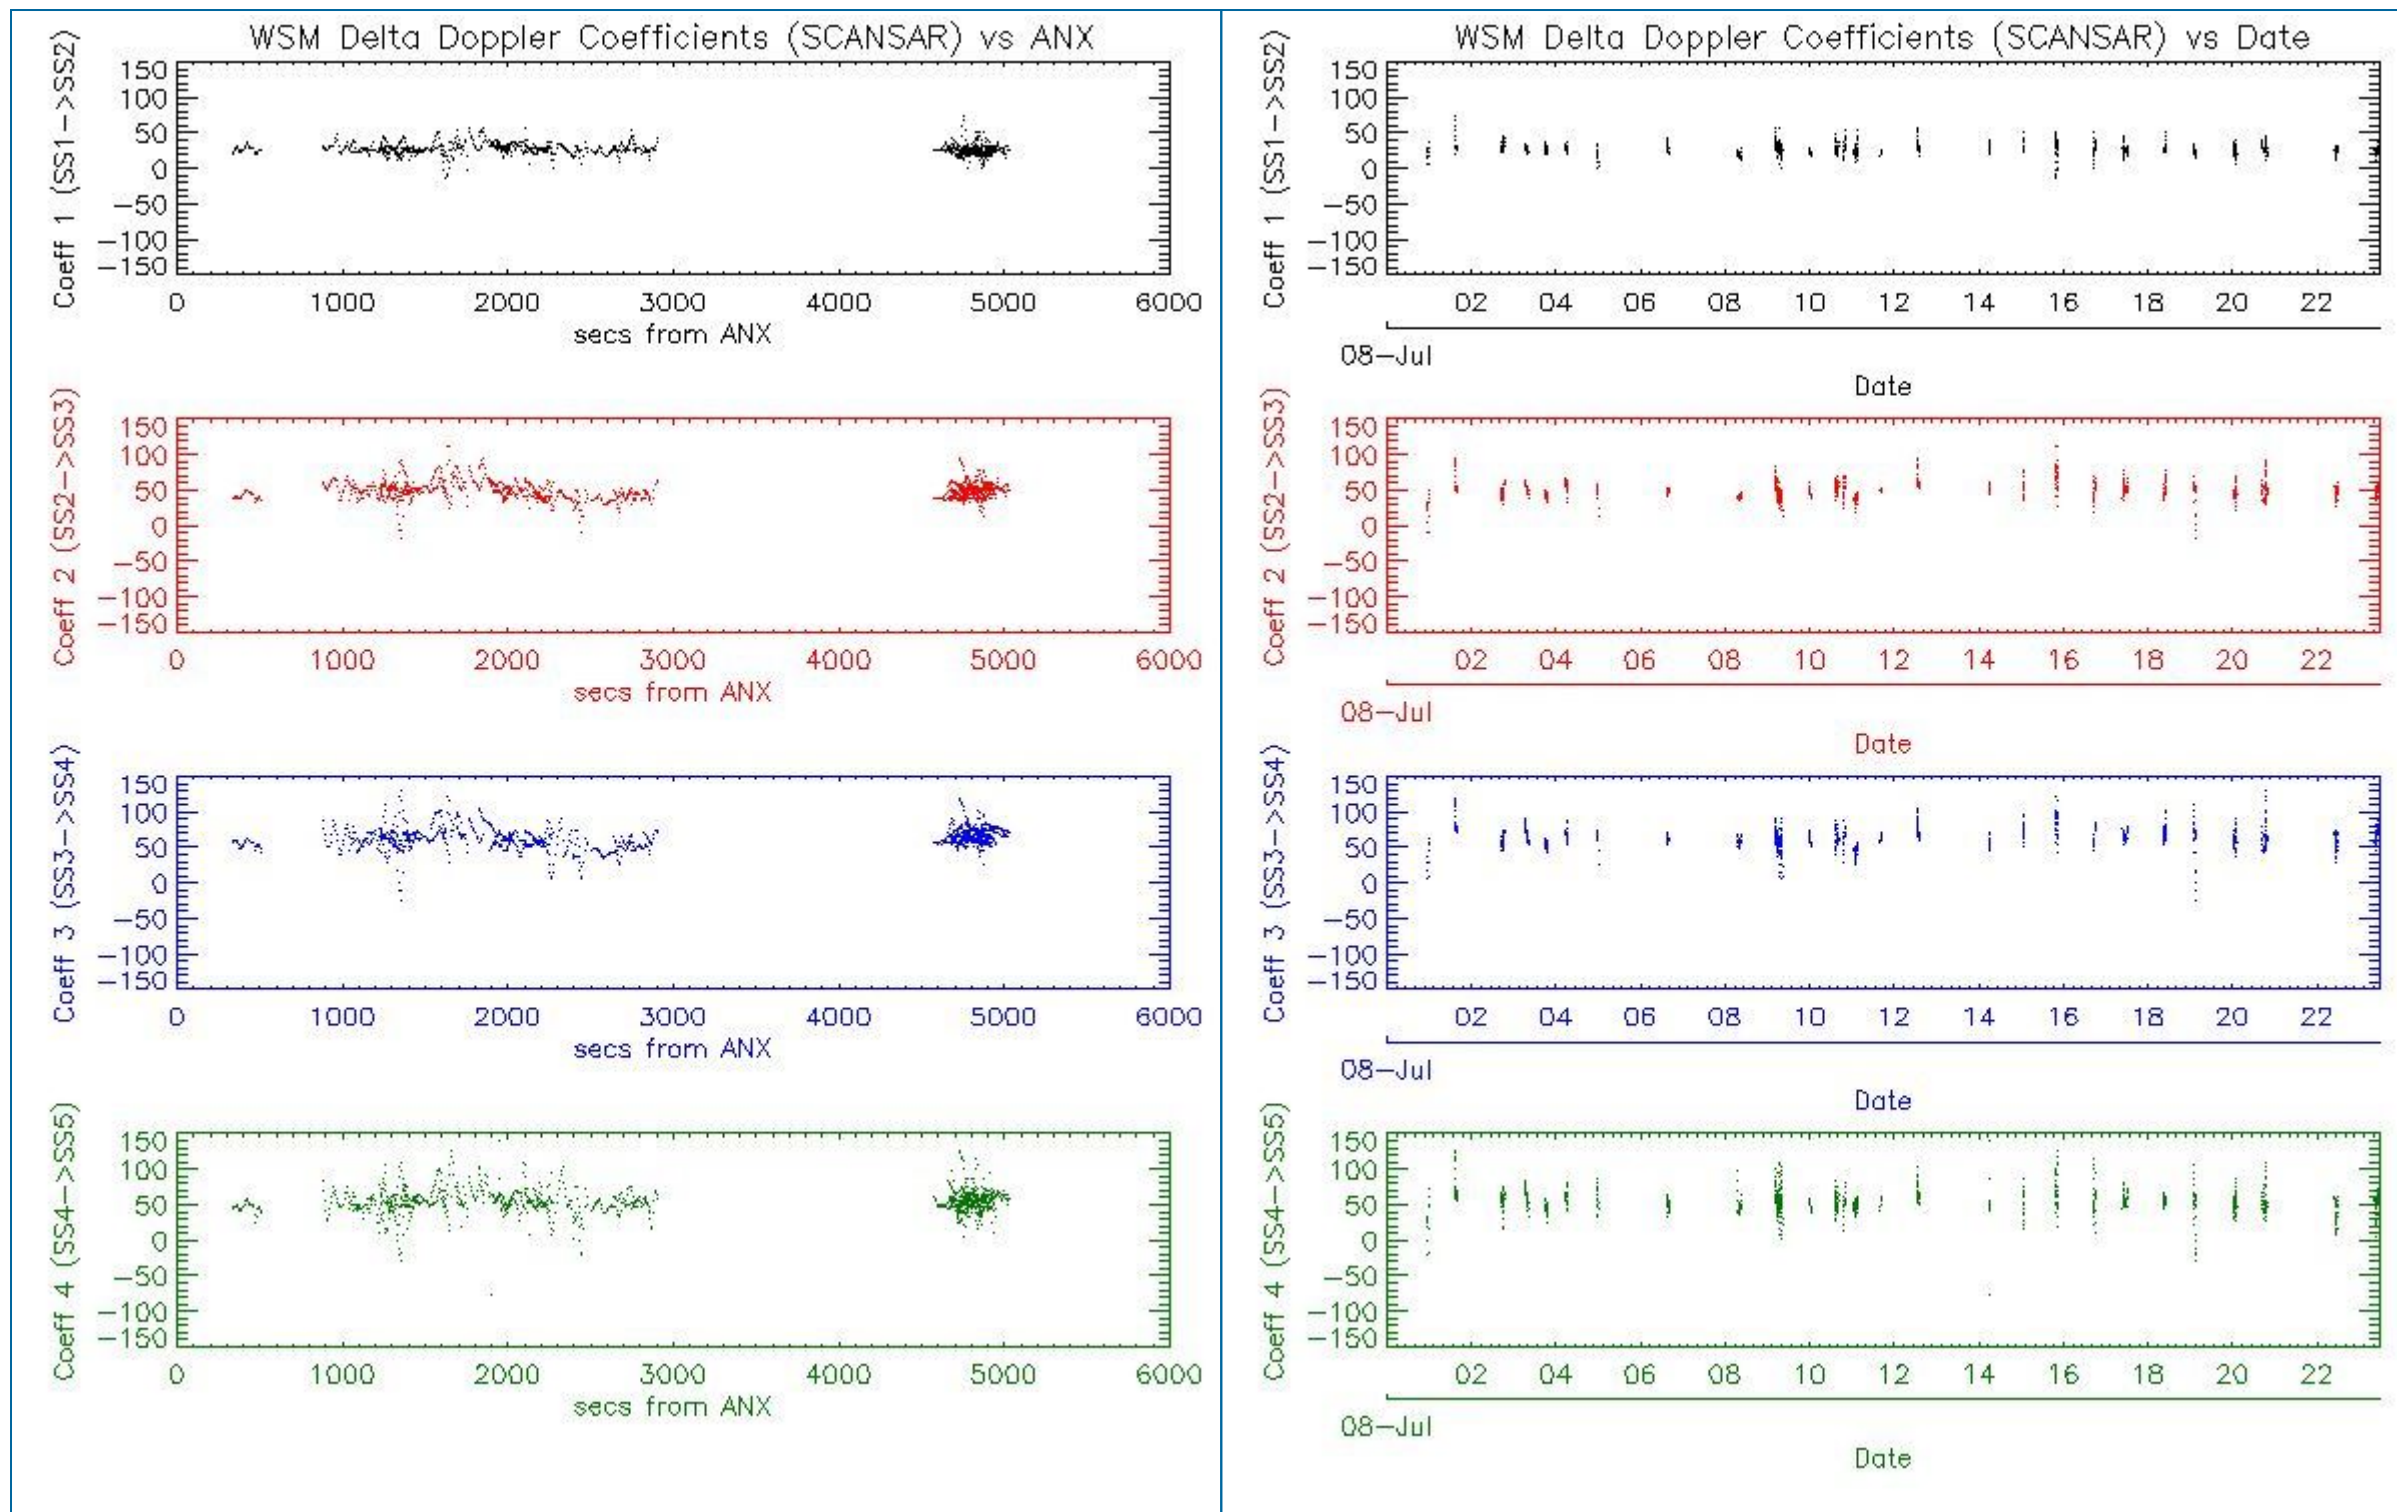 WSM Delta Doppler Coefficients (SCANSAR) vs ANX
Coeff 1 (SS1->SS2)
150
100
50
0
-50
-100
-150
0 1000 2000 3000 4000 5000 6000
secs from ANX
Coeff 2 (SS2->SS3)
150
100
50
0
-50
-100
-150
0 1000 2000 3000 4000 5000 6000
secs from ANX
Coeff 3 (SS3->SS4)
150
100
50
0
-50
-100
-150
0 1000 2000 3000 4000 5000 6000
secs from ANX
Coeff 4 (SS4->SS5)
150
100
50
0
-50
-100
-150
0 1000 2000 3000 4000 5000 6000
secs from ANX
WSM Delta Doppler Coefficients (SCANSAR) vs Date
Coeff 1 (SS1->SS2)
150
100
50
0
-50
-100
-150
02 04 06 08 10 12 14 16 18 20 22
08-Jul
Date
Coeff 2 (SS2->SS3)
150
100
50
0
-50
-100
-150
02 04 06 08 10 12 14 16 18 20 22
08-Jul
Date
Coeff 3 (SS3->SS4)
150
100
50
0
-50
-100
-150
02 04 06 08 10 12 14 16 18 20 22
08-Jul
Date
Coeff 4 (SS4->SS5)
150
100
50
0
-50
-100
-150
02 04 06 08 10 12 14 16 18 20 22
08-Jul
Date